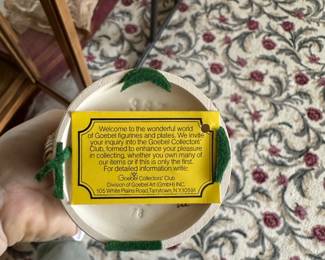 Welcome to the wonderful world
of Goebel figurines and plates. We invite
your inquiry into the Goebel Collectors'
Club, formed to enhance your pleasure
in collecting, whether you own many of
our items or if this is only the first.
For detailed information write:
Goebel Collectors' Club
Division of Goebel Art (GmbH) INC.
105 White Plains Road, Tarrytown, N.Y. 10591